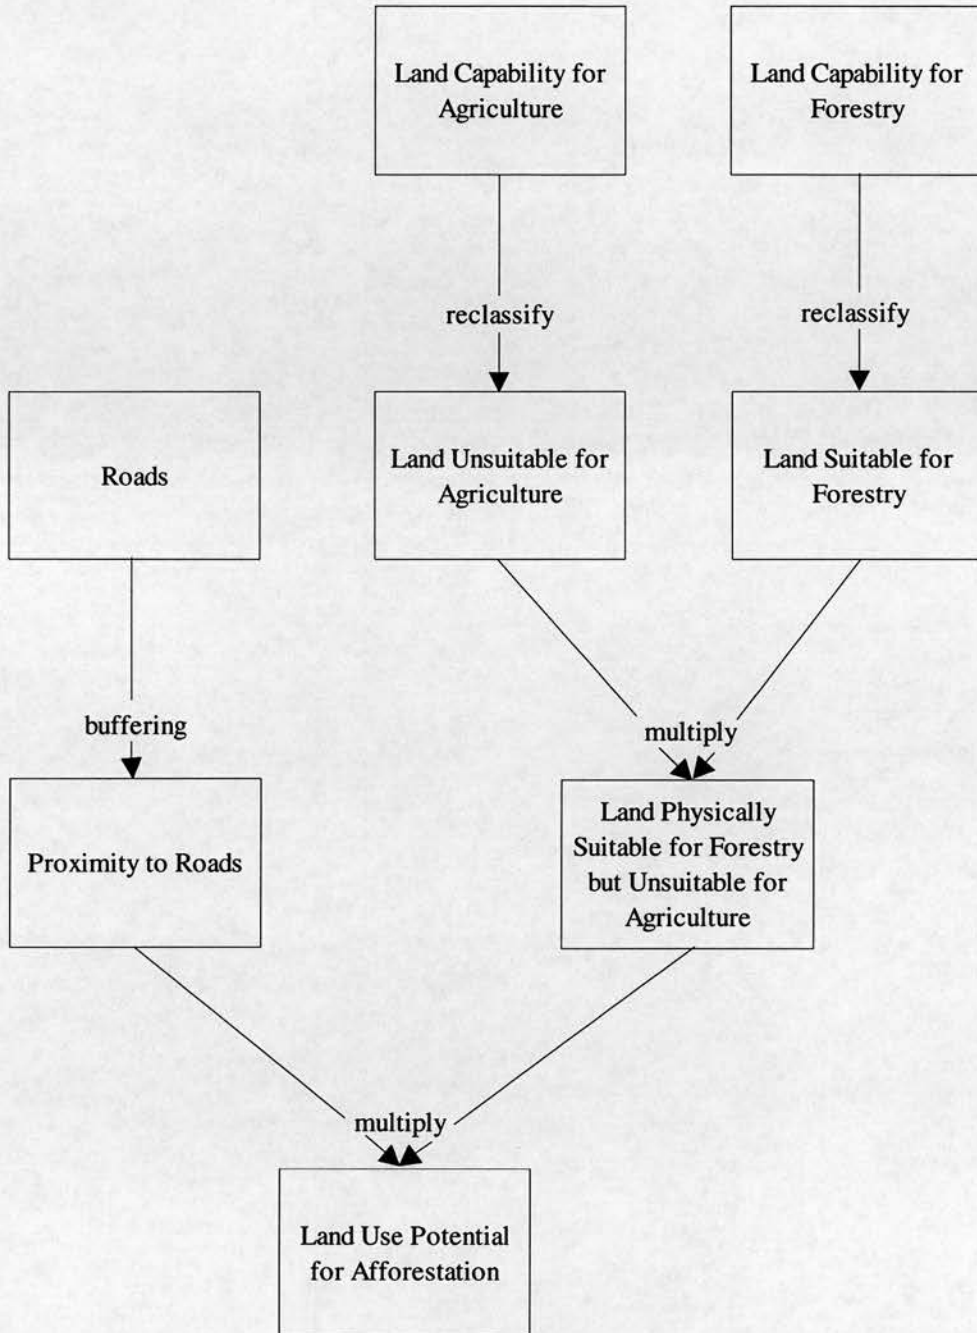 Land Capability for
Agriculture
Land Capability for
Forestry
reclassify
reclassify
Roads
Land Unsuitable for
Agriculture
Land Suitable for
Forestry
buffering
multiply
Proximity to Roads
Land Physically
Suitable for Forestry
but Unsuitable for
Agriculture
multiply
Land Use Potential
for Afforestation